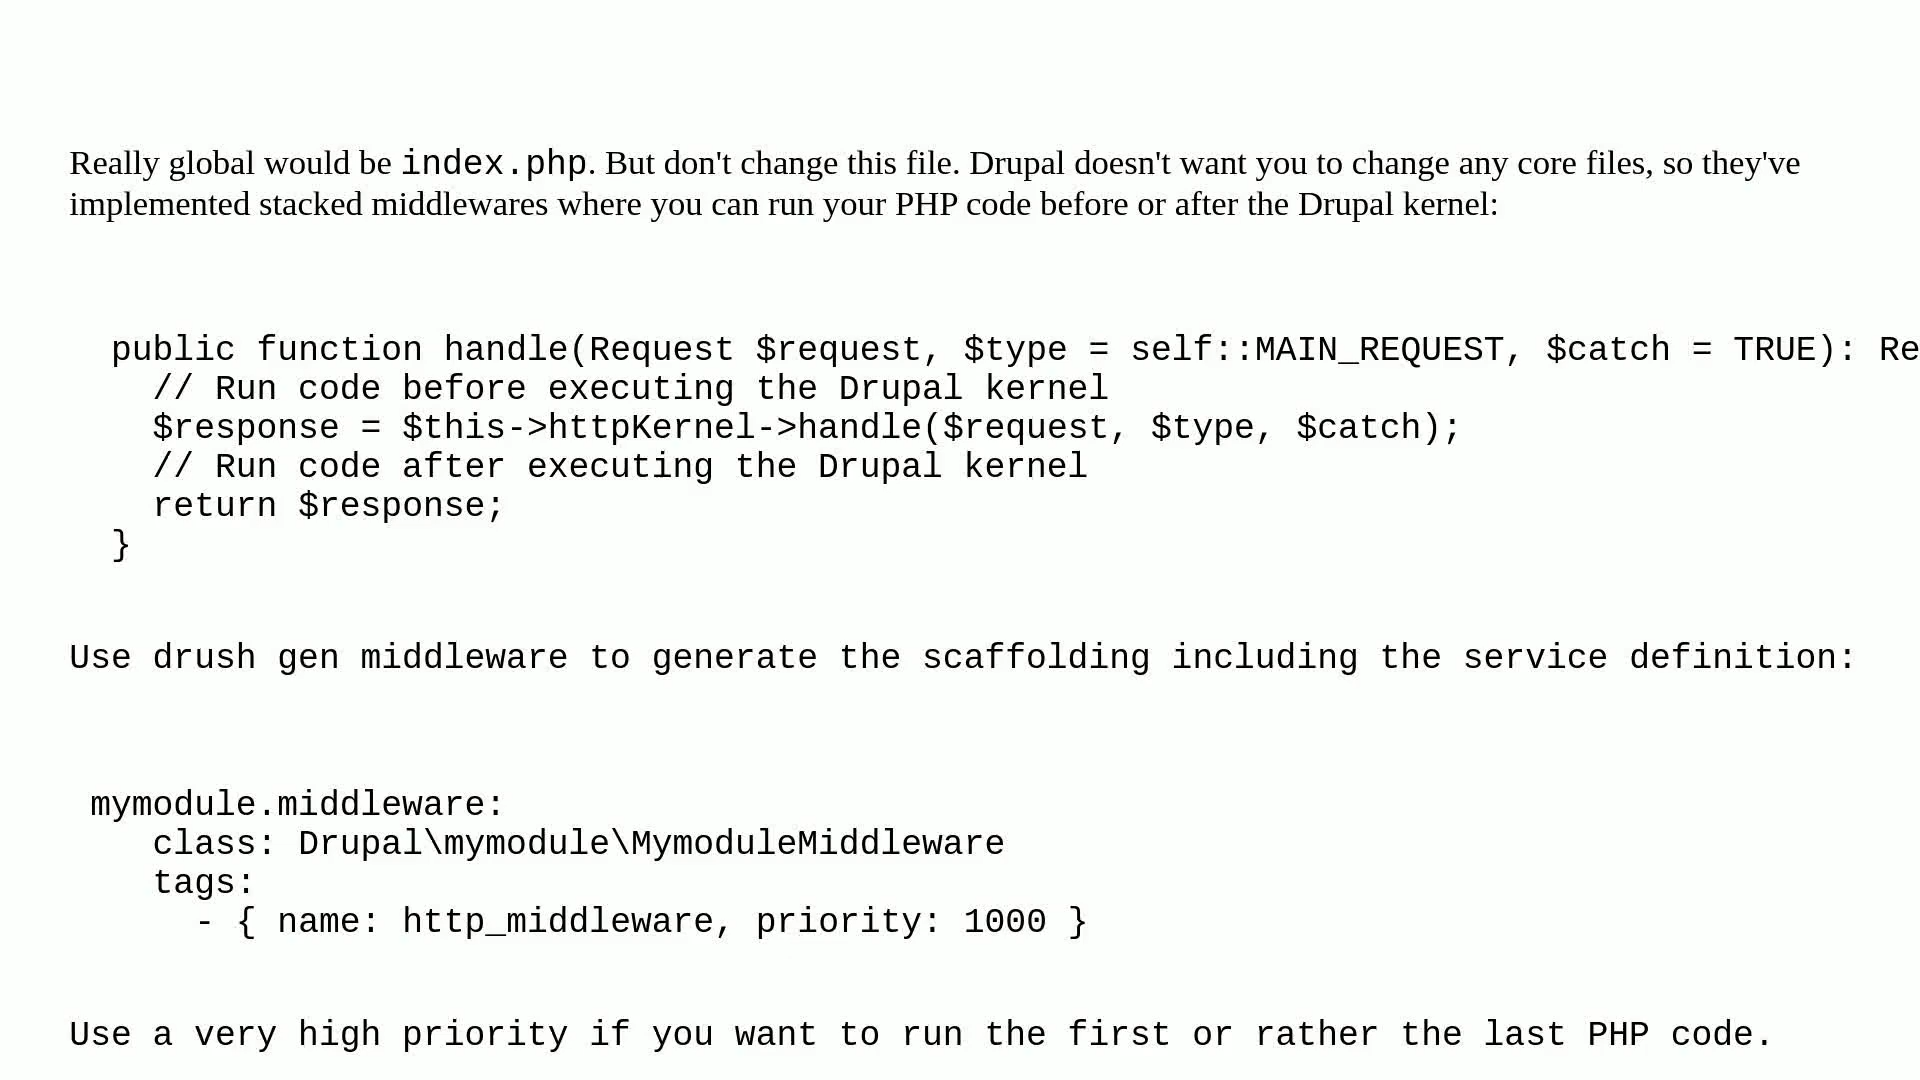 Really global would be index.php. But don't change this file. Drupal doesn't want you to change any core files, so they've
implemented stacked middlewares where you can run your PHP code before or after the Drupal kernel:
public function handle(Request $request, $type = self::MAIN_REQUEST, $catch = TRUE): Re
// Run code before executing the Drupal kernel
$response = $this->httpKernel->handle($request, $type, $catch);
// Run code after executing the Drupal kernel
return $response;
}
Use drush gen middleware to generate the scaffolding including the service definition:
mymodule.middleware:
class: Drupal\mymodule\MymoduleMiddleware
tags:
- { name: http_middleware, priority: 1000 }
Use a very high priority if you want to run the first or rather the last PHP code.